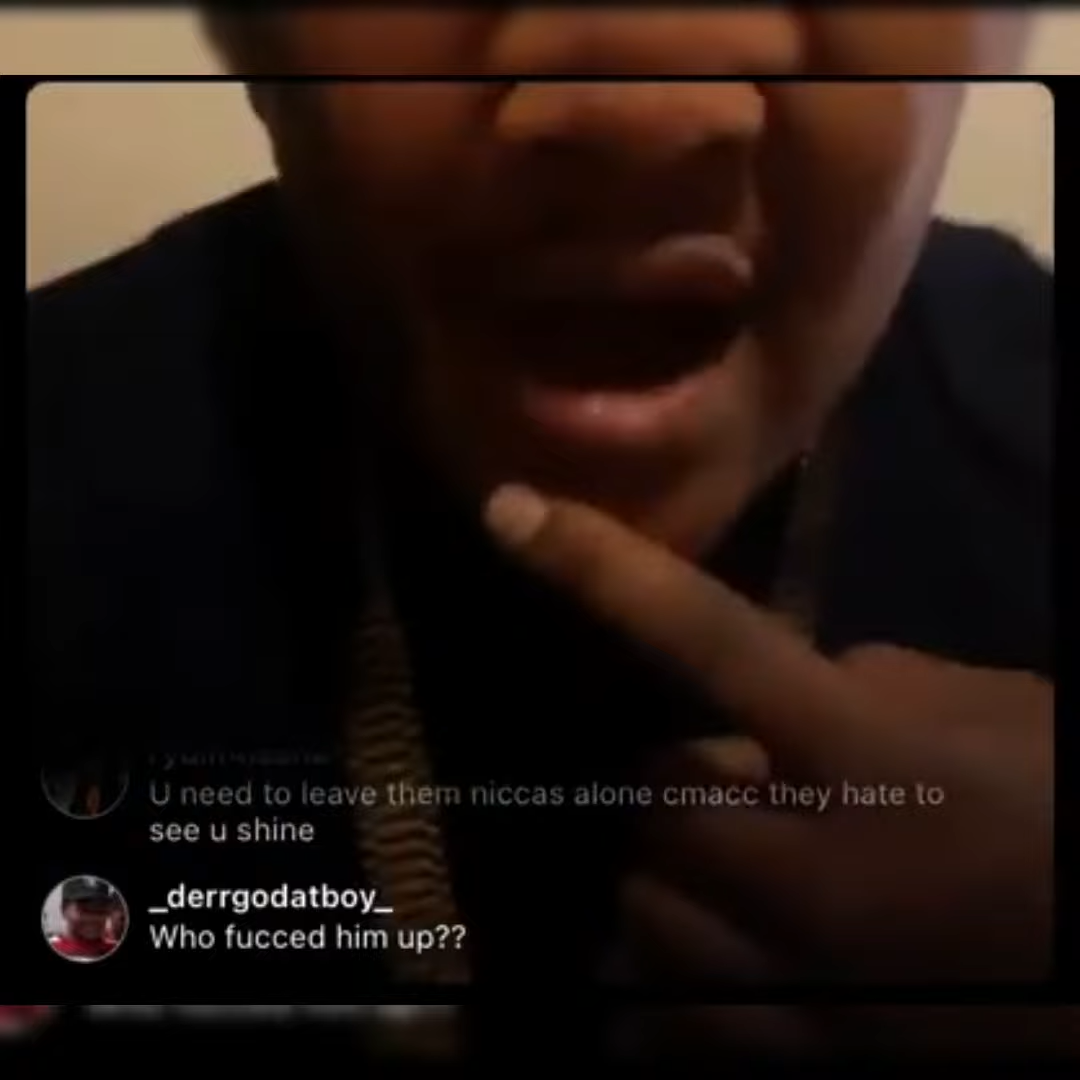 U need to leave them niccas alone cmacc they hate to
see u shine
_derrgodatboy_
Who fucced him up??